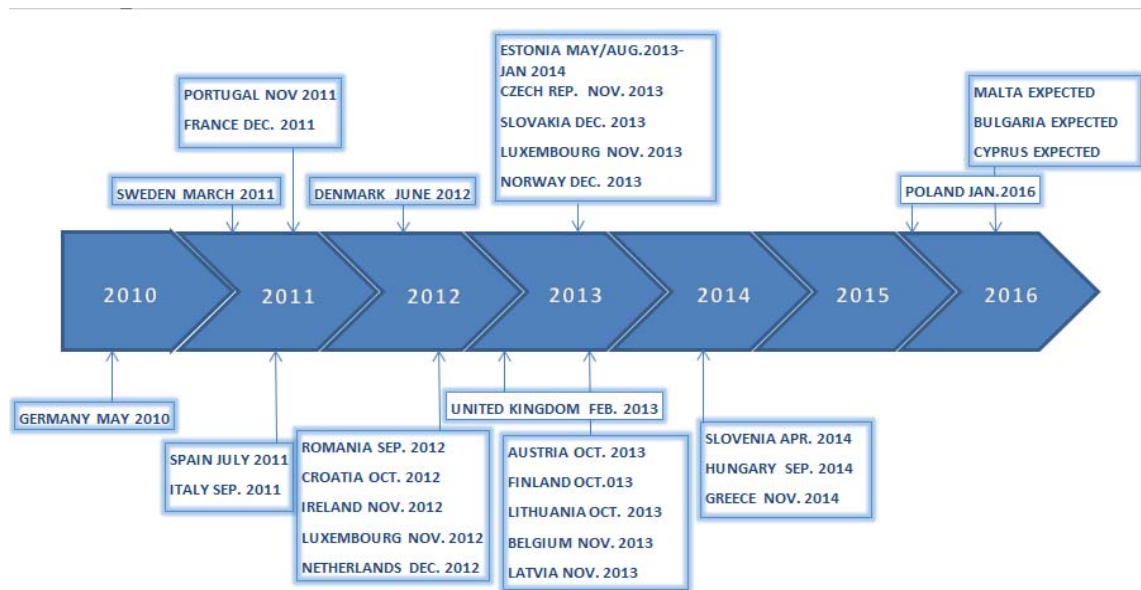 ESTONIA MAY/AUG.2013-
JAN 2014
CZECH REP. NOV. 2013
SLOVAKIA DEC. 2013
LUXEMBOURG NOV. 2013
NORWAY DEC. 2013
PORTUGAL NOV 2011
FRANCE DEC. 2011
MALTA EXPECTED
BULGARIA EXPECTED
CYPRUS EXPECTED
SWEDEN MARCH 2011
DENMARK JUNE 2012
POLAND JAN.2016
2010
2011
2012
2013
2014
2015
2016
GERMANY MAY 2010
UNITED KINGDOM FEB. 2013
SPAIN JULY 2011
ITALY SEP. 2011
ROMANIA SEP. 2012
CROATIA OCT. 2012
IRELAND NOV. 2012
LUXEMBOURG NOV. 2012
NETHERLANDS DEC. 2012
AUSTRIA OCT. 2013
FINLAND OCT.013
LITHUANIA OCT. 2013
BELGIUM NOV. 2013
LATVIA NOV. 2013
SLOVENIA APR. 2014
HUNGARY SEP. 2014
GREECE NOV. 2014